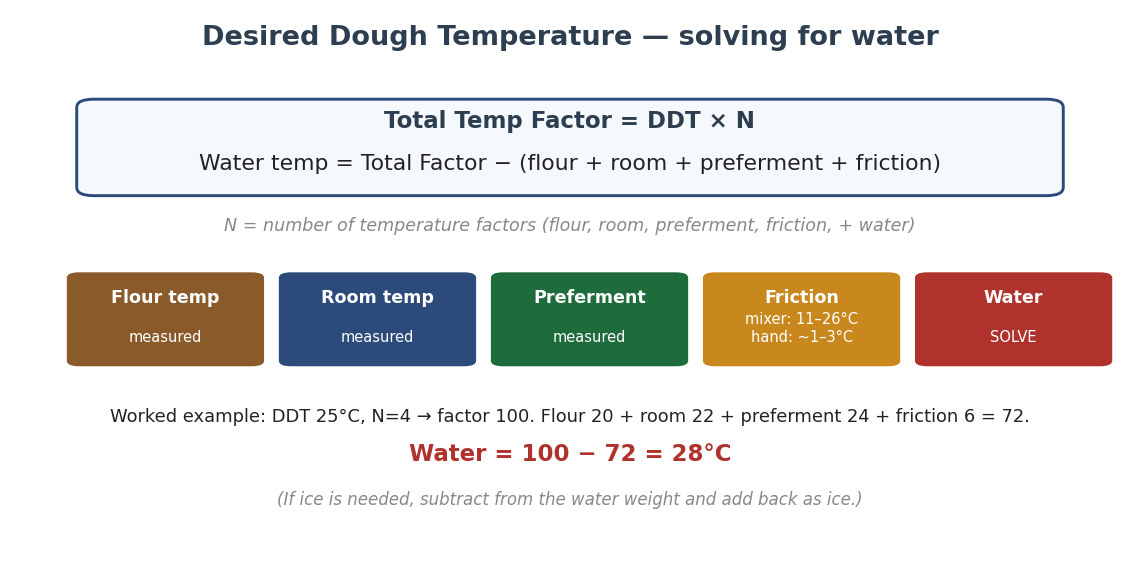 Desired Dough Temperature — solving for water
Total Temp Factor = DDT × N
Water temp = Total Factor − (flour + room + preferment + friction)
N = number of temperature factors (flour, room, preferment, friction, + water)
Flour temp
measured
Room temp
measured
Preferment
measured
Friction
mixer: 11–26°C
hand: ~1–3°C
Water
SOLVE
Worked example: DDT 25°C, N=4 → factor 100. Flour 20 + room 22 + preferment 24 + friction 6 = 72.
Water = 100 − 72 = 28°C
(If ice is needed, subtract from the water weight and add back as ice.)